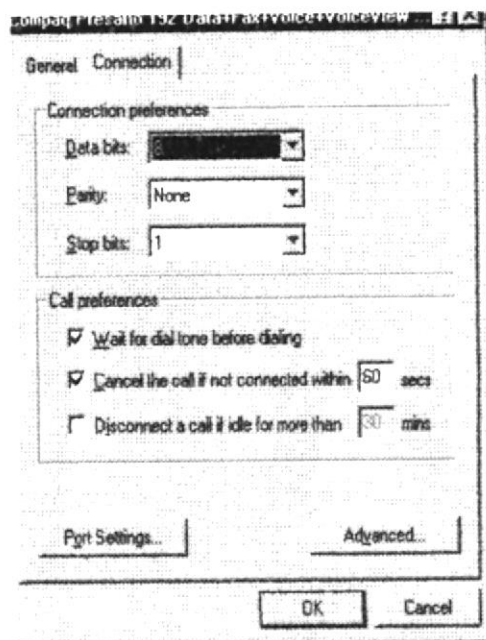 Compaq Presario 192 Data+Fax+Voice+VoiceView ...
General Connection
Connection preferences
Data bits: 8
Parity: None
Stop bits: 1
Call preferences
Wait for dial tone before dialing
Cancel the call if not connected within 60 secs
Disconnect a call if idle for more than 30 mins
Port Settings... Advanced...
OK Cancel